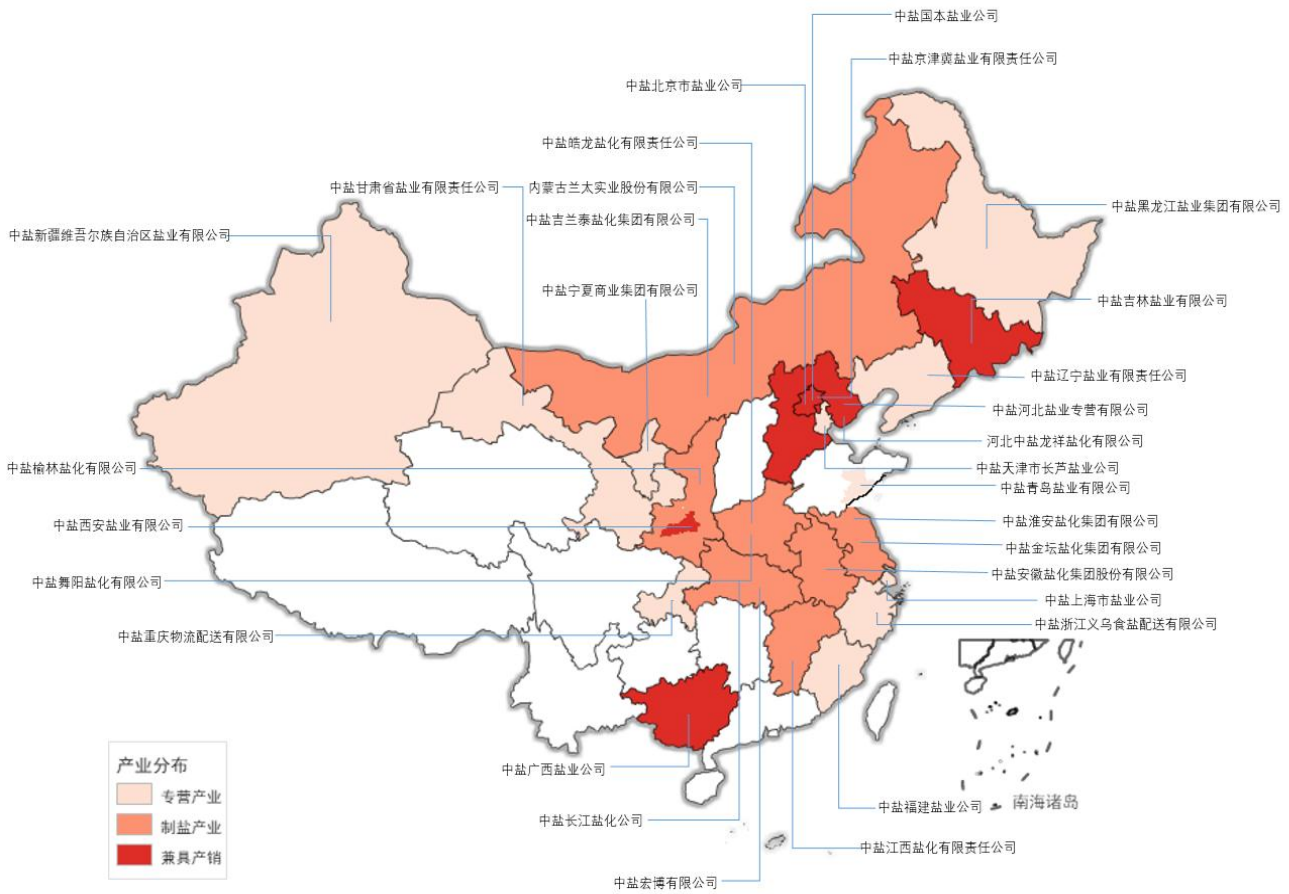 中盐国本盐业公司
中盐京津冀盐业有限责任公司
中盐北京市盐业公司
中盐皓龙盐化有限责任公司
中盐甘肃省盐业有限责任公司
内蒙古兰太实业股份有限公司
中盐黑龙江盐业集团有限公司
中盐吉兰泰盐化集团有限公司
中盐新疆维吾尔族自治区盐业有限公司
中盐宁夏商业集团有限公司
中盐吉林盐业有限公司
中盐辽宁盐业有限责任公司
中盐河北盐业专营有限公司
河北中盐龙祥盐化有限公司
中盐榆林盐化有限公司
中盐天津市长芦盐业公司
中盐青岛盐业有限公司
中盐西安盐业有限公司
中盐淮安盐化集团有限公司
中盐金坛盐化集团有限公司
中盐舞阳盐化有限公司
中盐安徽盐化集团股份有限公司
中盐上海市盐业公司
中盐重庆物流配送有限公司
中盐浙江义乌食盐配送有限公司
中盐广西盐业公司
中盐福建盐业公司
中盐长江盐化公司
中盐江西盐化有限责任公司
中盐宏博有限公司
产业分布
专营产业
制盐产业
兼具产销
南海诸岛